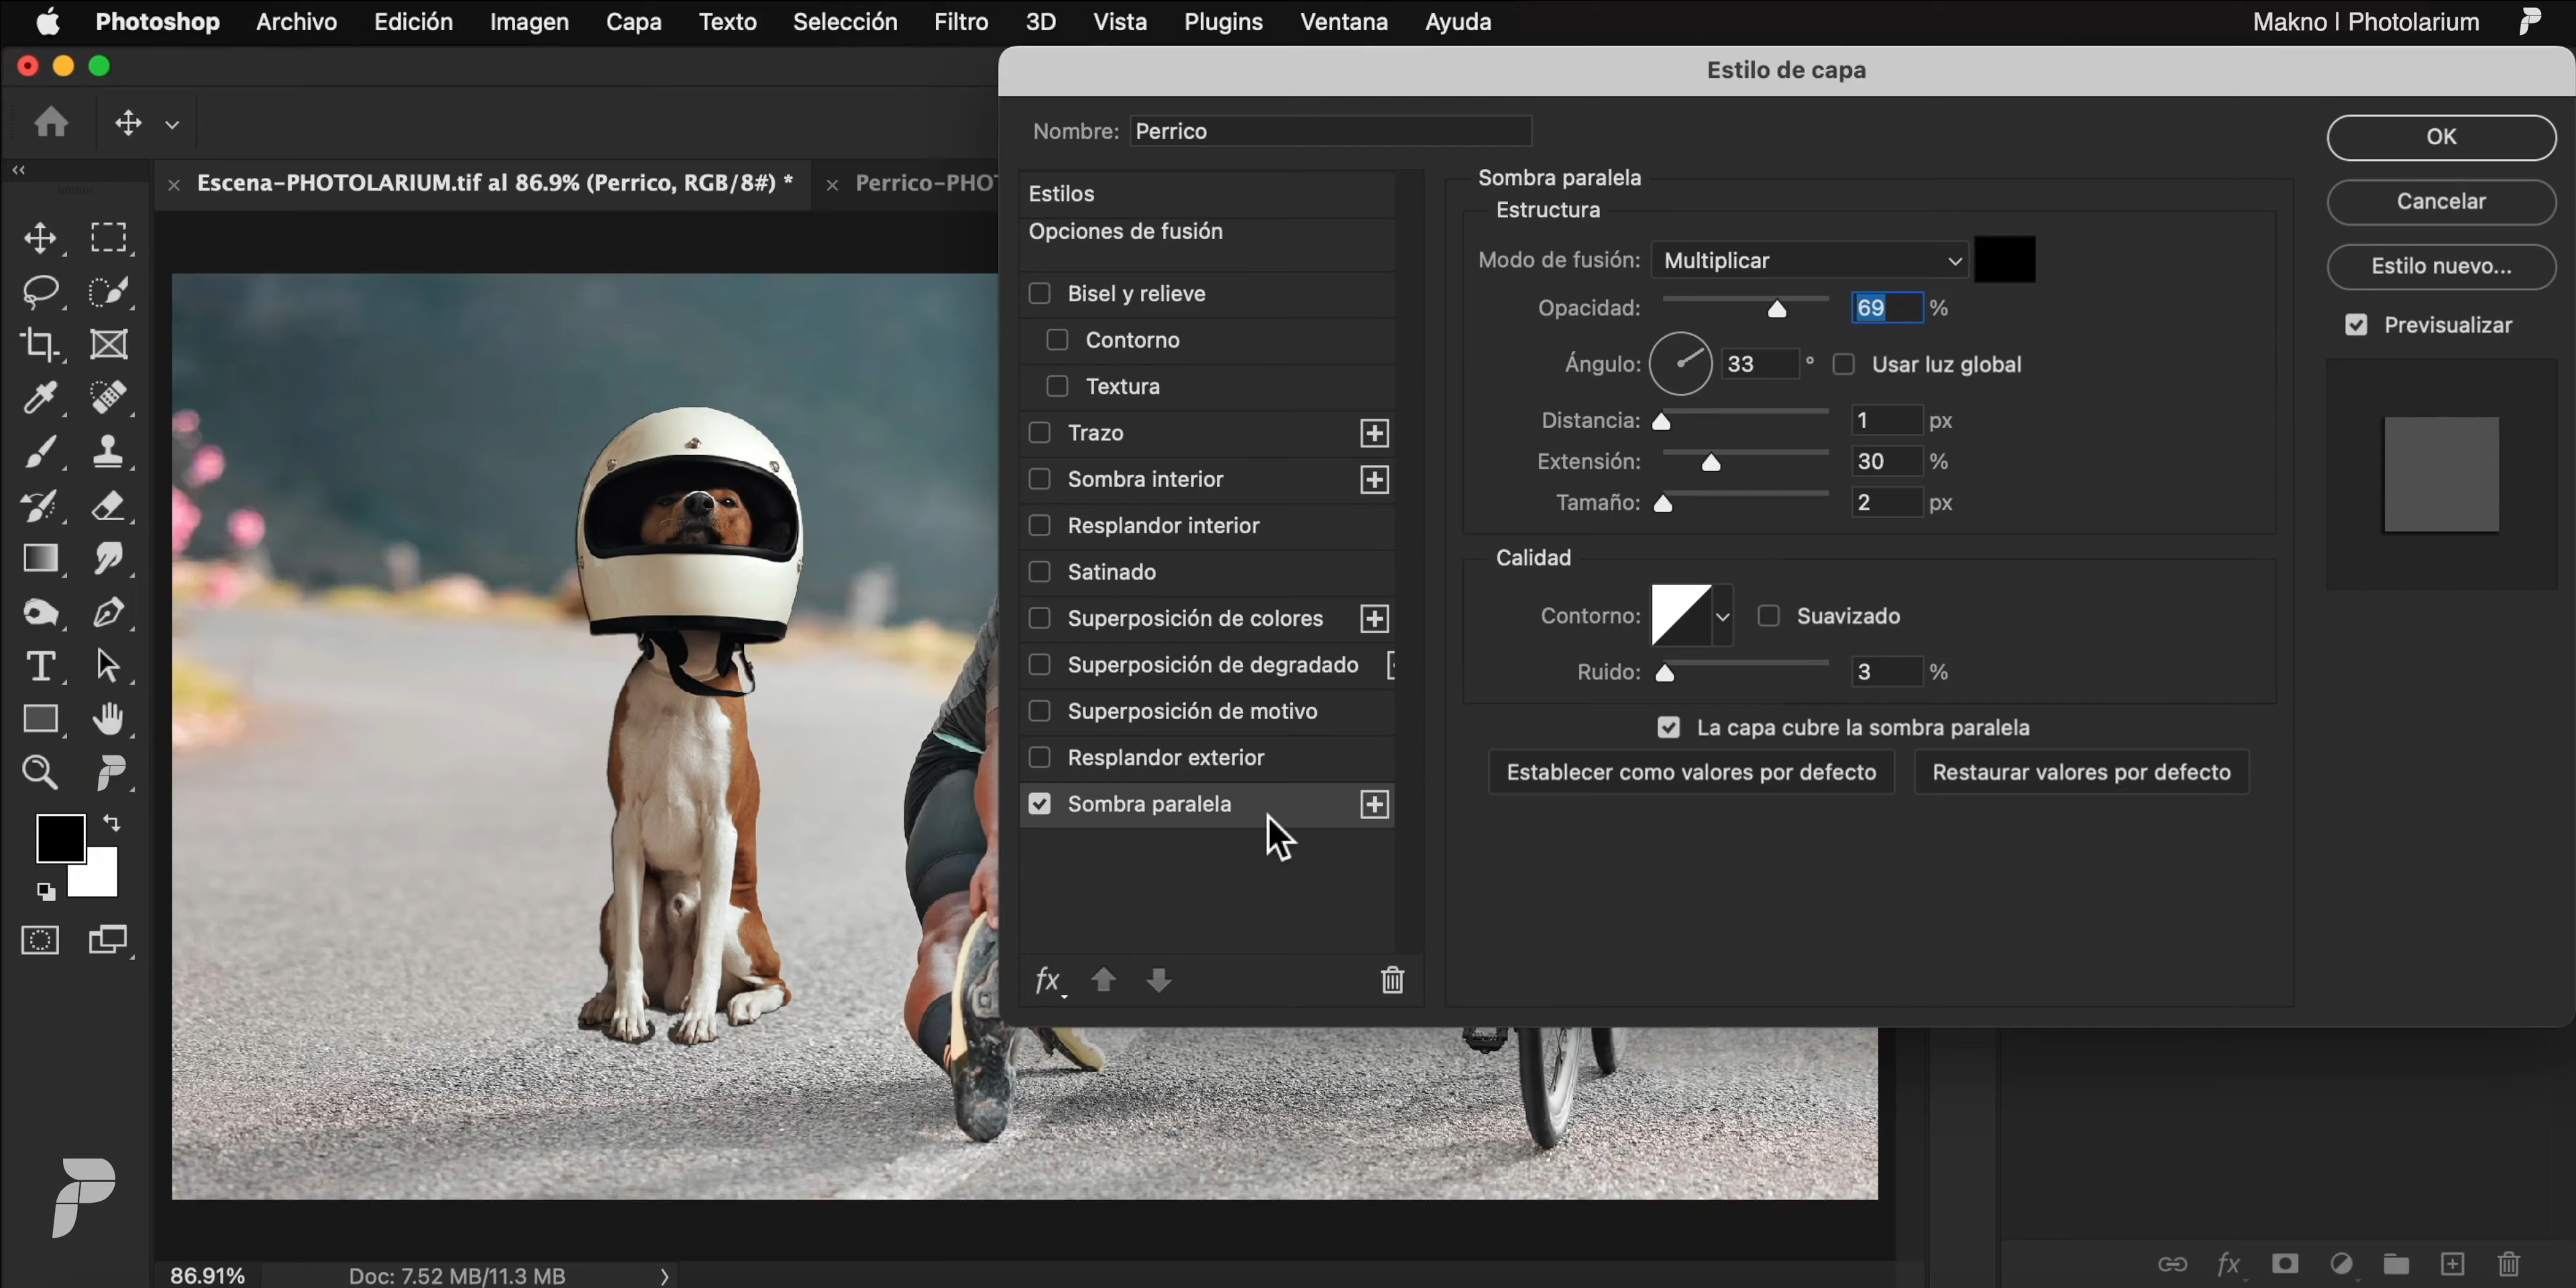 Photoshop Archivo Edición Imagen Capa Texto Selección Filtro 3D Vista Plugins Ventana Ayuda Makno | Photolarium
Estilo de capa
Nombre: Perrico
OK
Cancelar
Estilo nuevo...
Previsualizar
Escena-PHOTOLARIUM.tif al 86.9% (Perrico, RGB/8#) *
Estilos
Opciones de fusión
Bisel y relieve
Contorno
Textura
Trazo
Sombra interior
Resplandor interior
Satinado
Superposición de colores
Superposición de degradado
Superposición de motivo
Resplandor exterior
Sombra paralela
fx
Sombra paralela
Estructura
Modo de fusión: Multiplicar
Opacidad: 69 %
Ángulo: 33 ° Usar luz global
Distancia: 1 px
Extensión: 30 %
Tamaño: 2 px
Calidad
Contorno: Suavizado
Ruido: 3 %
La capa cubre la sombra paralela
Establecer como valores por defecto Restaurar valores por defecto
86.91% Doc: 7.52 MB/11.3 MB
fx